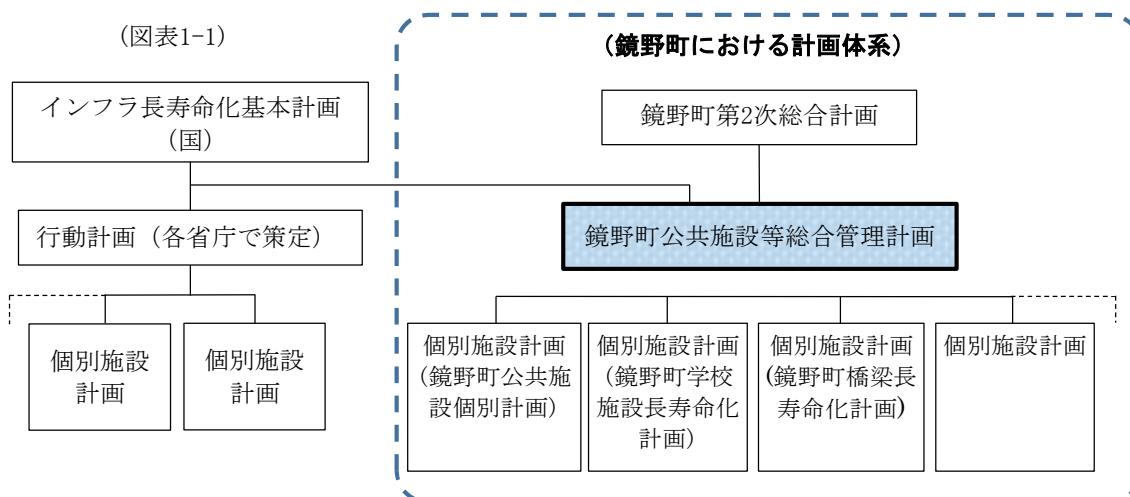 (図表1-1)
(鏡野町における計画体系)
インフラ長寿命化基本計画
(国)
鏡野町第2次総合計画
行動計画(各省庁で策定)
鏡野町公共施設等総合管理計画
個別施設
計画
個別施設
計画
個別施設計画
(鏡野町公共施
設個別計画)
個別施設計画
(鏡野町学校
施設長寿命化
計画)
個別施設計画
(鏡野町橋梁長
寿命化計画)
個別施設計画